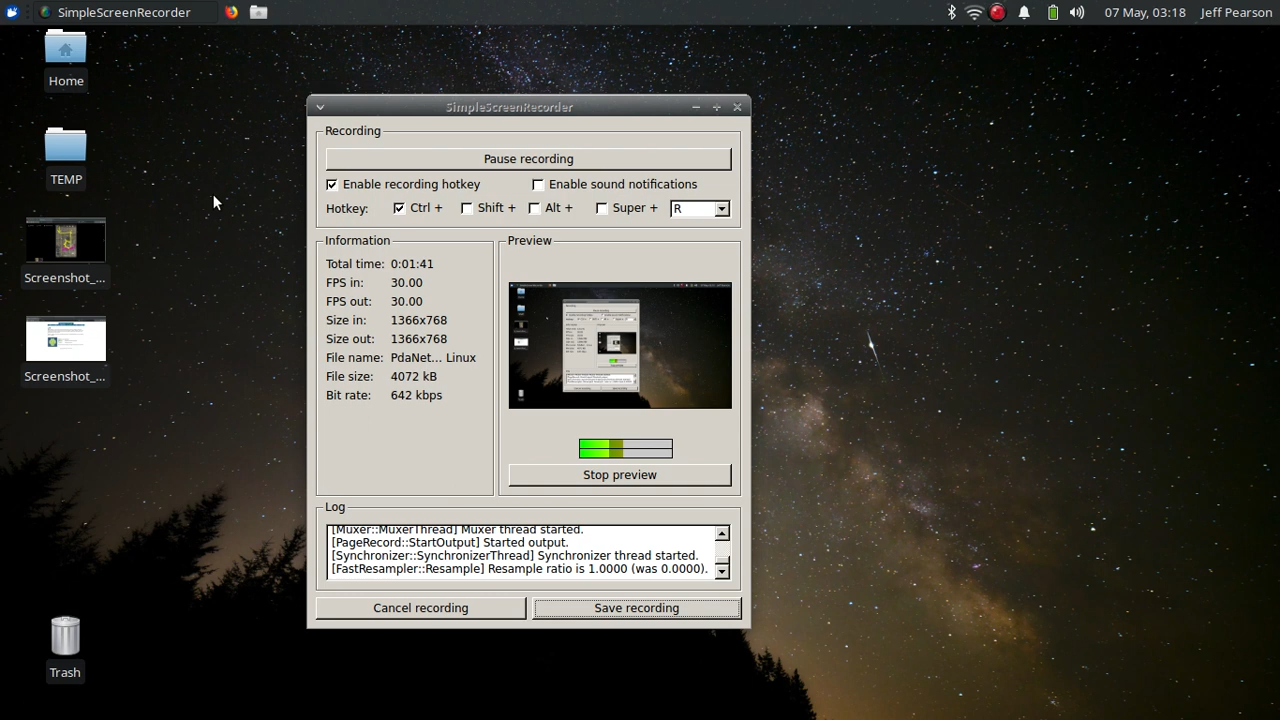 SimpleScreenRecorder
07 May, 03:18
Jeff Pearson
Home
TEMP
Screenshot_...
Screenshot_...
Trash
SimpleScreenRecorder
Recording
Pause recording
Enable recording hotkey
Enable sound notifications
Hotkey: Ctrl + Shift + Alt + Super + R
Information
Total time: 0:01:41
FPS in: 30.00
FPS out: 30.00
Size in: 1366x768
Size out: 1366x768
File name: PdaNet... Linux
File size: 4072 kB
Bit rate: 642 kbps
Preview
Stop preview
Log
[Muxer::MuxerThread] Muxer thread started.
[PageRecord::StartOutput] Started output.
[Synchronizer::SynchronizerThread] Synchronizer thread started.
[FastResampler::Resample] Resample ratio is 1.0000 (was 0.0000).
Cancel recording
Save recording